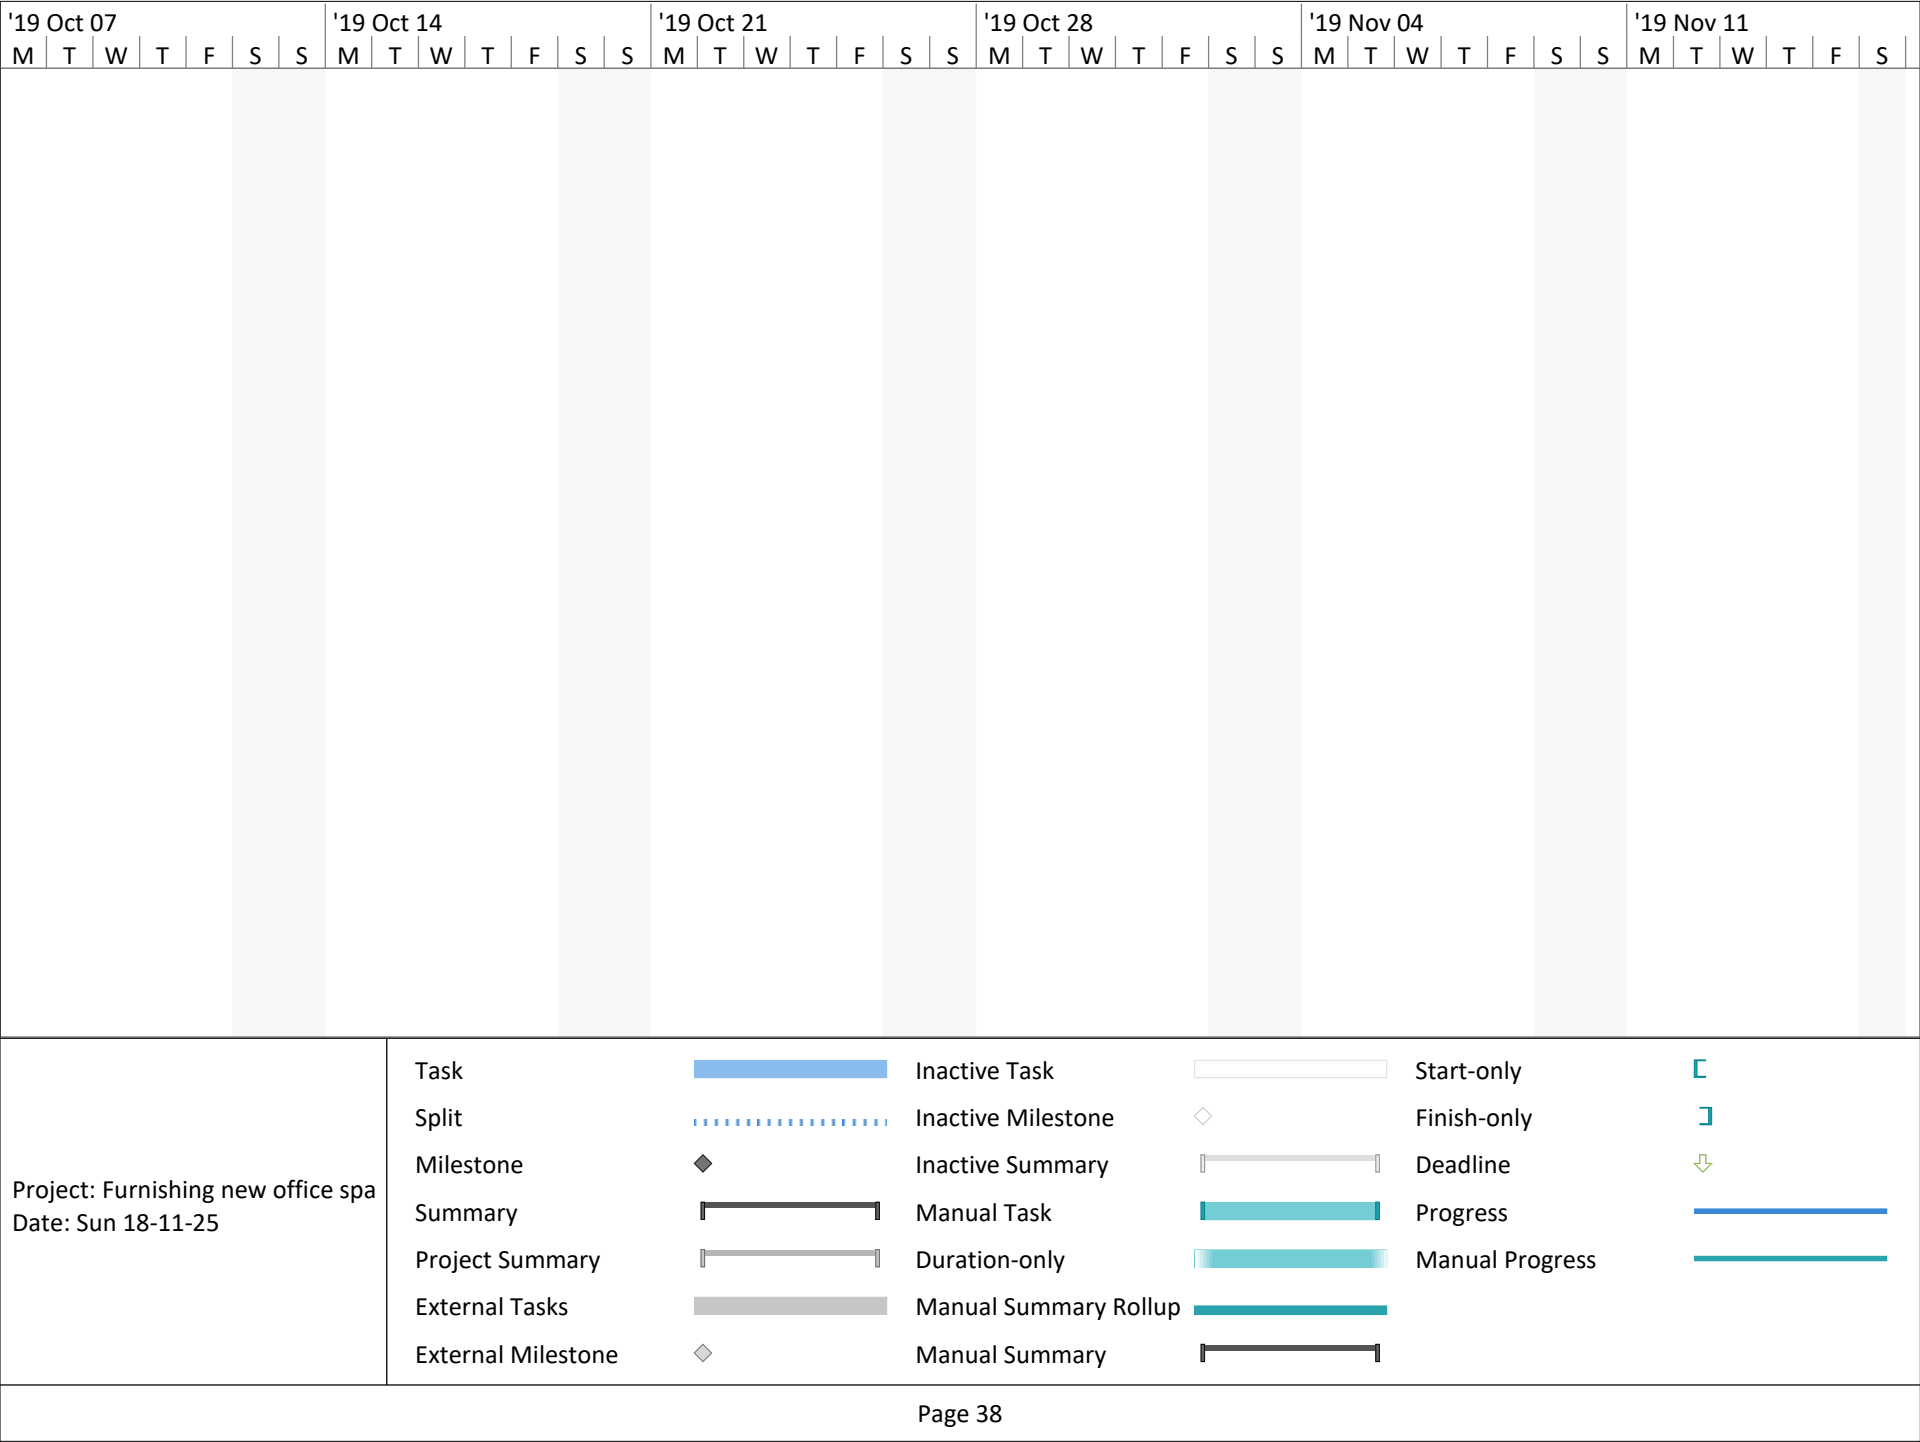 '19 Oct 07 '19 Oct 14 '19 Oct 21 '19 Oct 28 '19 Nov 04 '19 Nov 11
M T W T F S S M T W T F S S M T W T F S S M T W T F S S M T W T F S S M T W T F S
Project: Furnishing new office spa
Date: Sun 18-11-25
Task
Split
Milestone
Summary
Project Summary
External Tasks
External Milestone
Inactive Task
Inactive Milestone
Inactive Summary
Manual Task
Duration-only
Manual Summary Rollup
Manual Summary
Start-only
Finish-only
Deadline
Progress
Manual Progress
Page 38